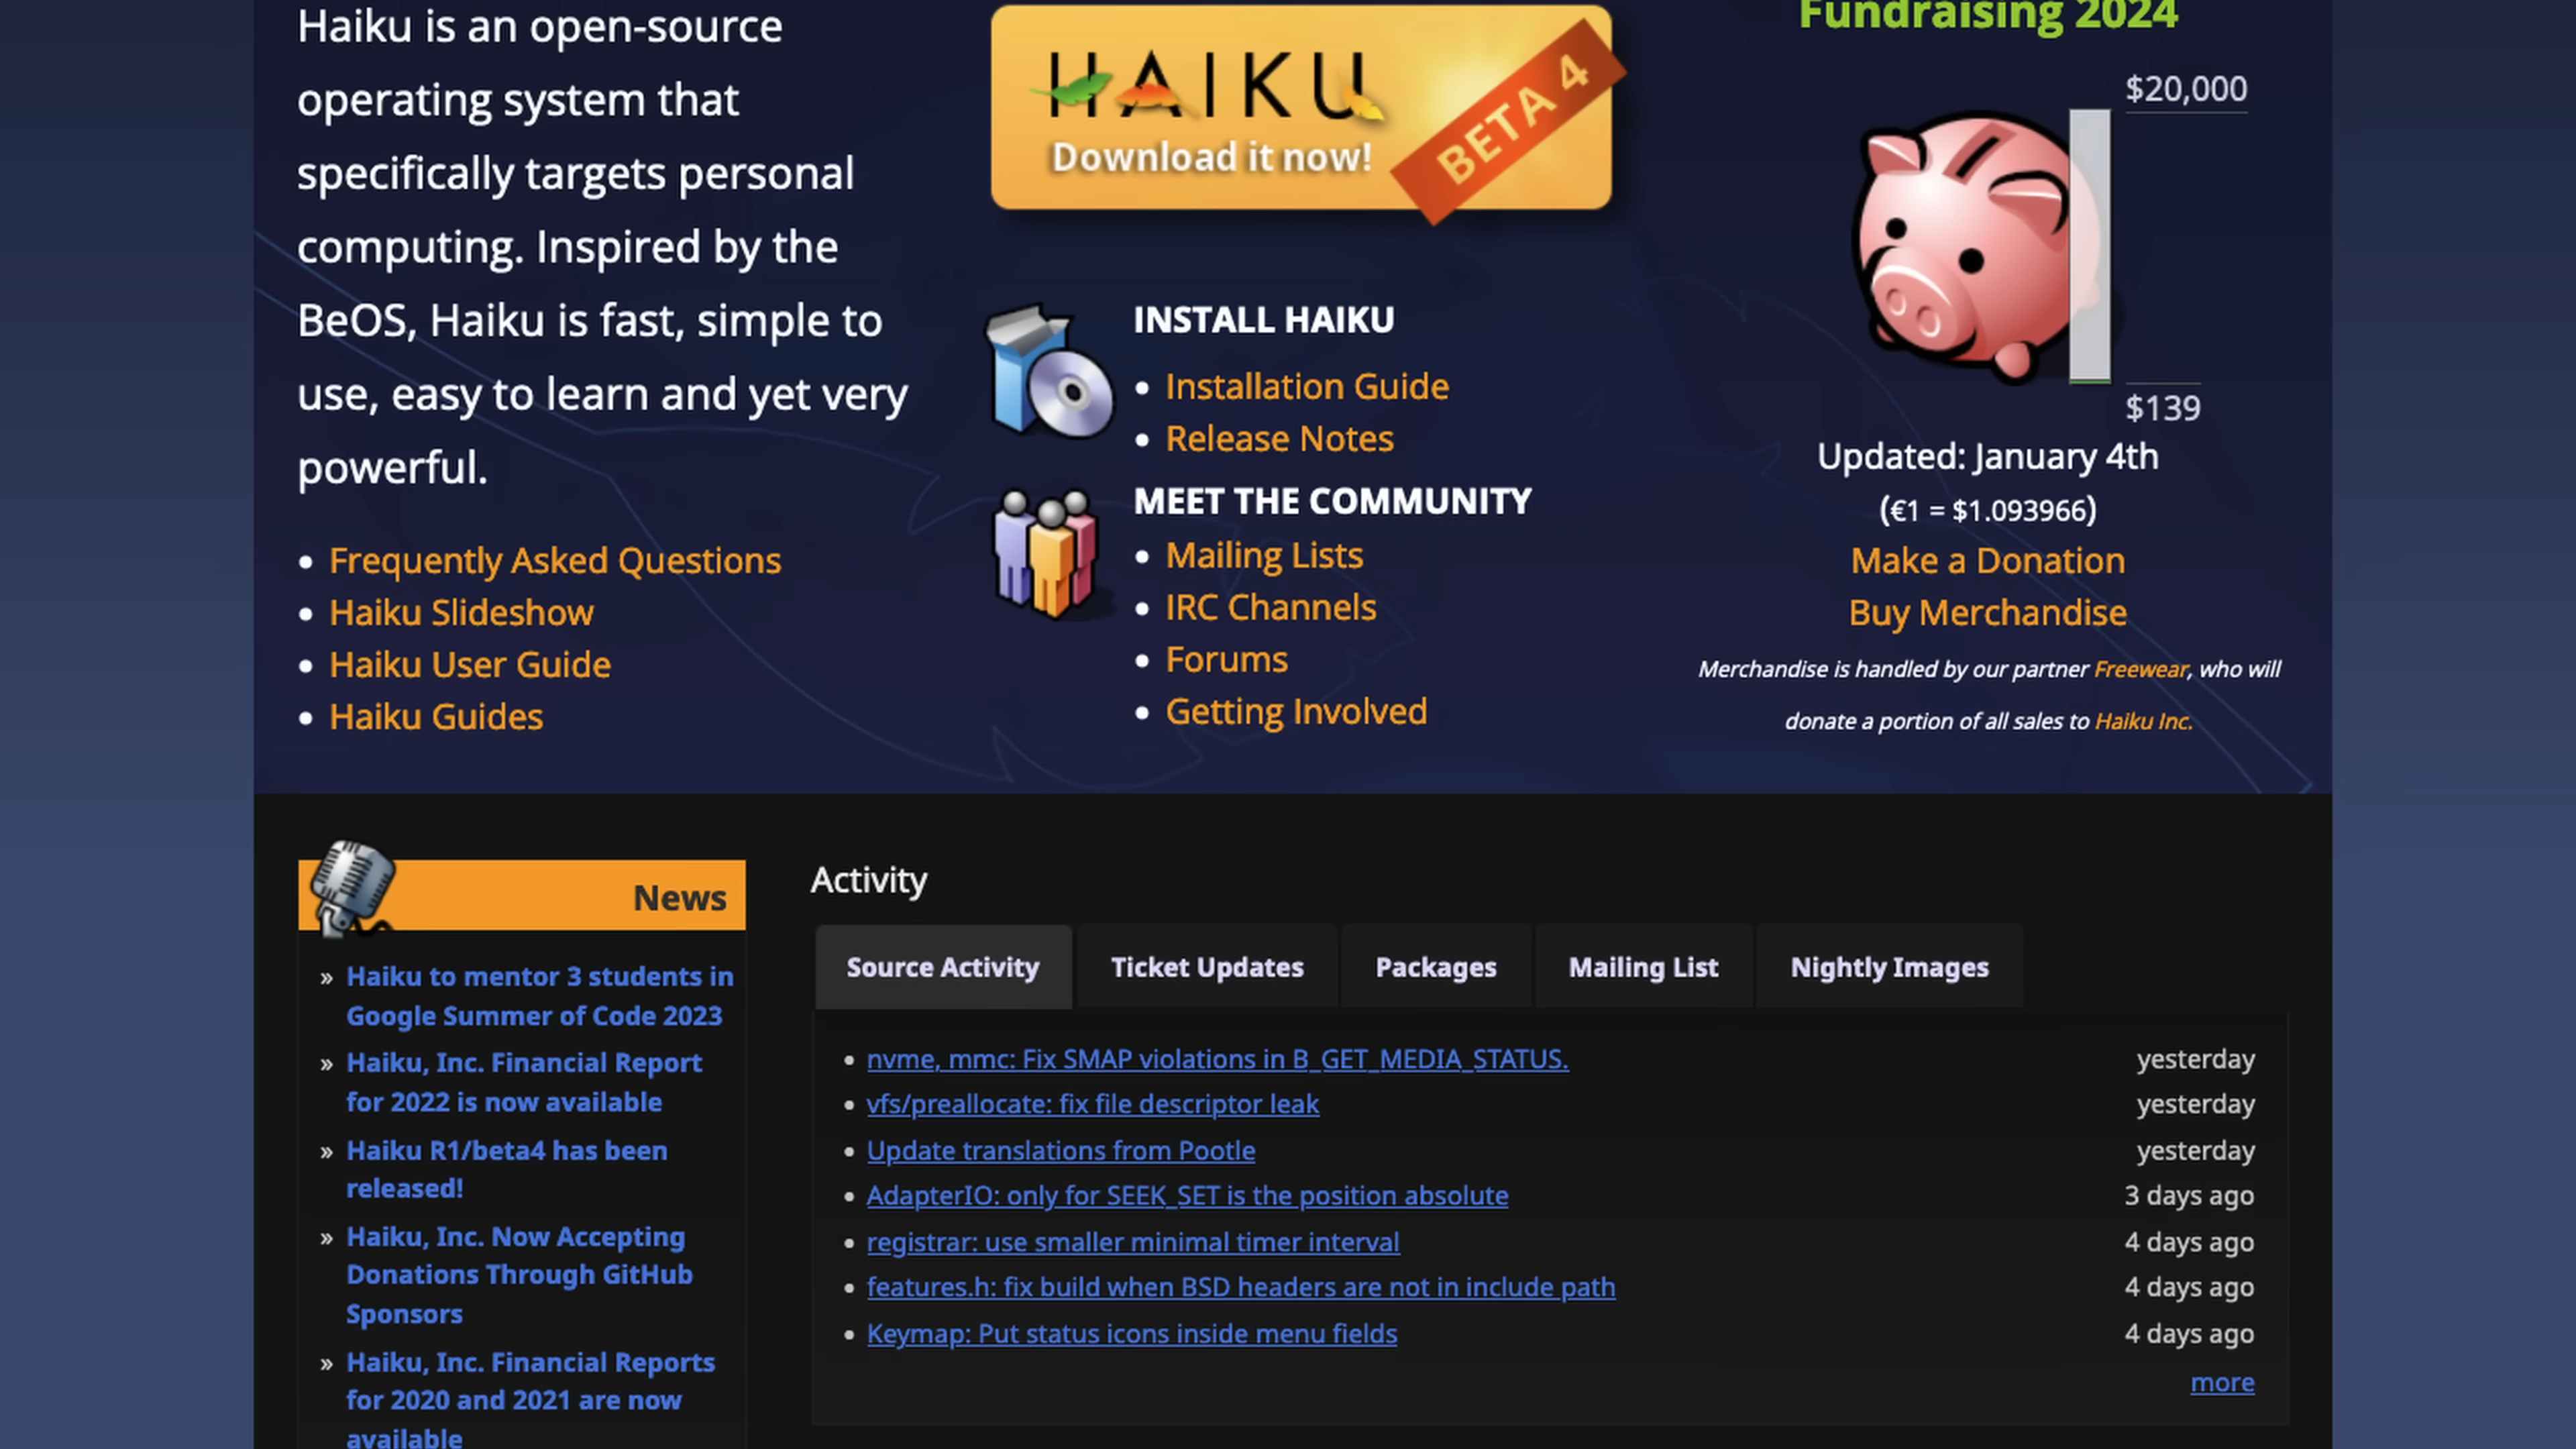 Haiku is an open-source
operating system that
specifically targets personal
computing. Inspired by the
BeOS, Haiku is fast, simple to
use, easy to learn and yet very
powerful.
• Frequently Asked Questions
• Haiku Slideshow
• Haiku User Guide
• Haiku Guides
HAIKU
Download it now!
BETA 4
INSTALL HAIKU
• Installation Guide
• Release Notes
MEET THE COMMUNITY
• Mailing Lists
• IRC Channels
• Forums
• Getting Involved
Fundraising 2024
$20,000
$139
Updated: January 4th
(€1 = $1.093966)
Make a Donation
Buy Merchandise
Merchandise is handled by our partner Freewear, who will
donate a portion of all sales to Haiku Inc.
News
» Haiku to mentor 3 students in
Google Summer of Code 2023
» Haiku, Inc. Financial Report
for 2022 is now available
» Haiku R1/beta4 has been
released!
» Haiku, Inc. Now Accepting
Donations Through GitHub
Sponsors
» Haiku, Inc. Financial Reports
for 2020 and 2021 are now
available
Activity
Source Activity Ticket Updates Packages Mailing List Nightly Images
• nvme, mmc: Fix SMAP violations in B_GET_MEDIA_STATUS. yesterday
• vfs/preallocate: fix file descriptor leak yesterday
• Update translations from Pootle yesterday
• AdapterIO: only for SEEK_SET is the position absolute 3 days ago
• registrar: use smaller minimal timer interval 4 days ago
• features.h: fix build when BSD headers are not in include path 4 days ago
• Keymap: Put status icons inside menu fields 4 days ago
more